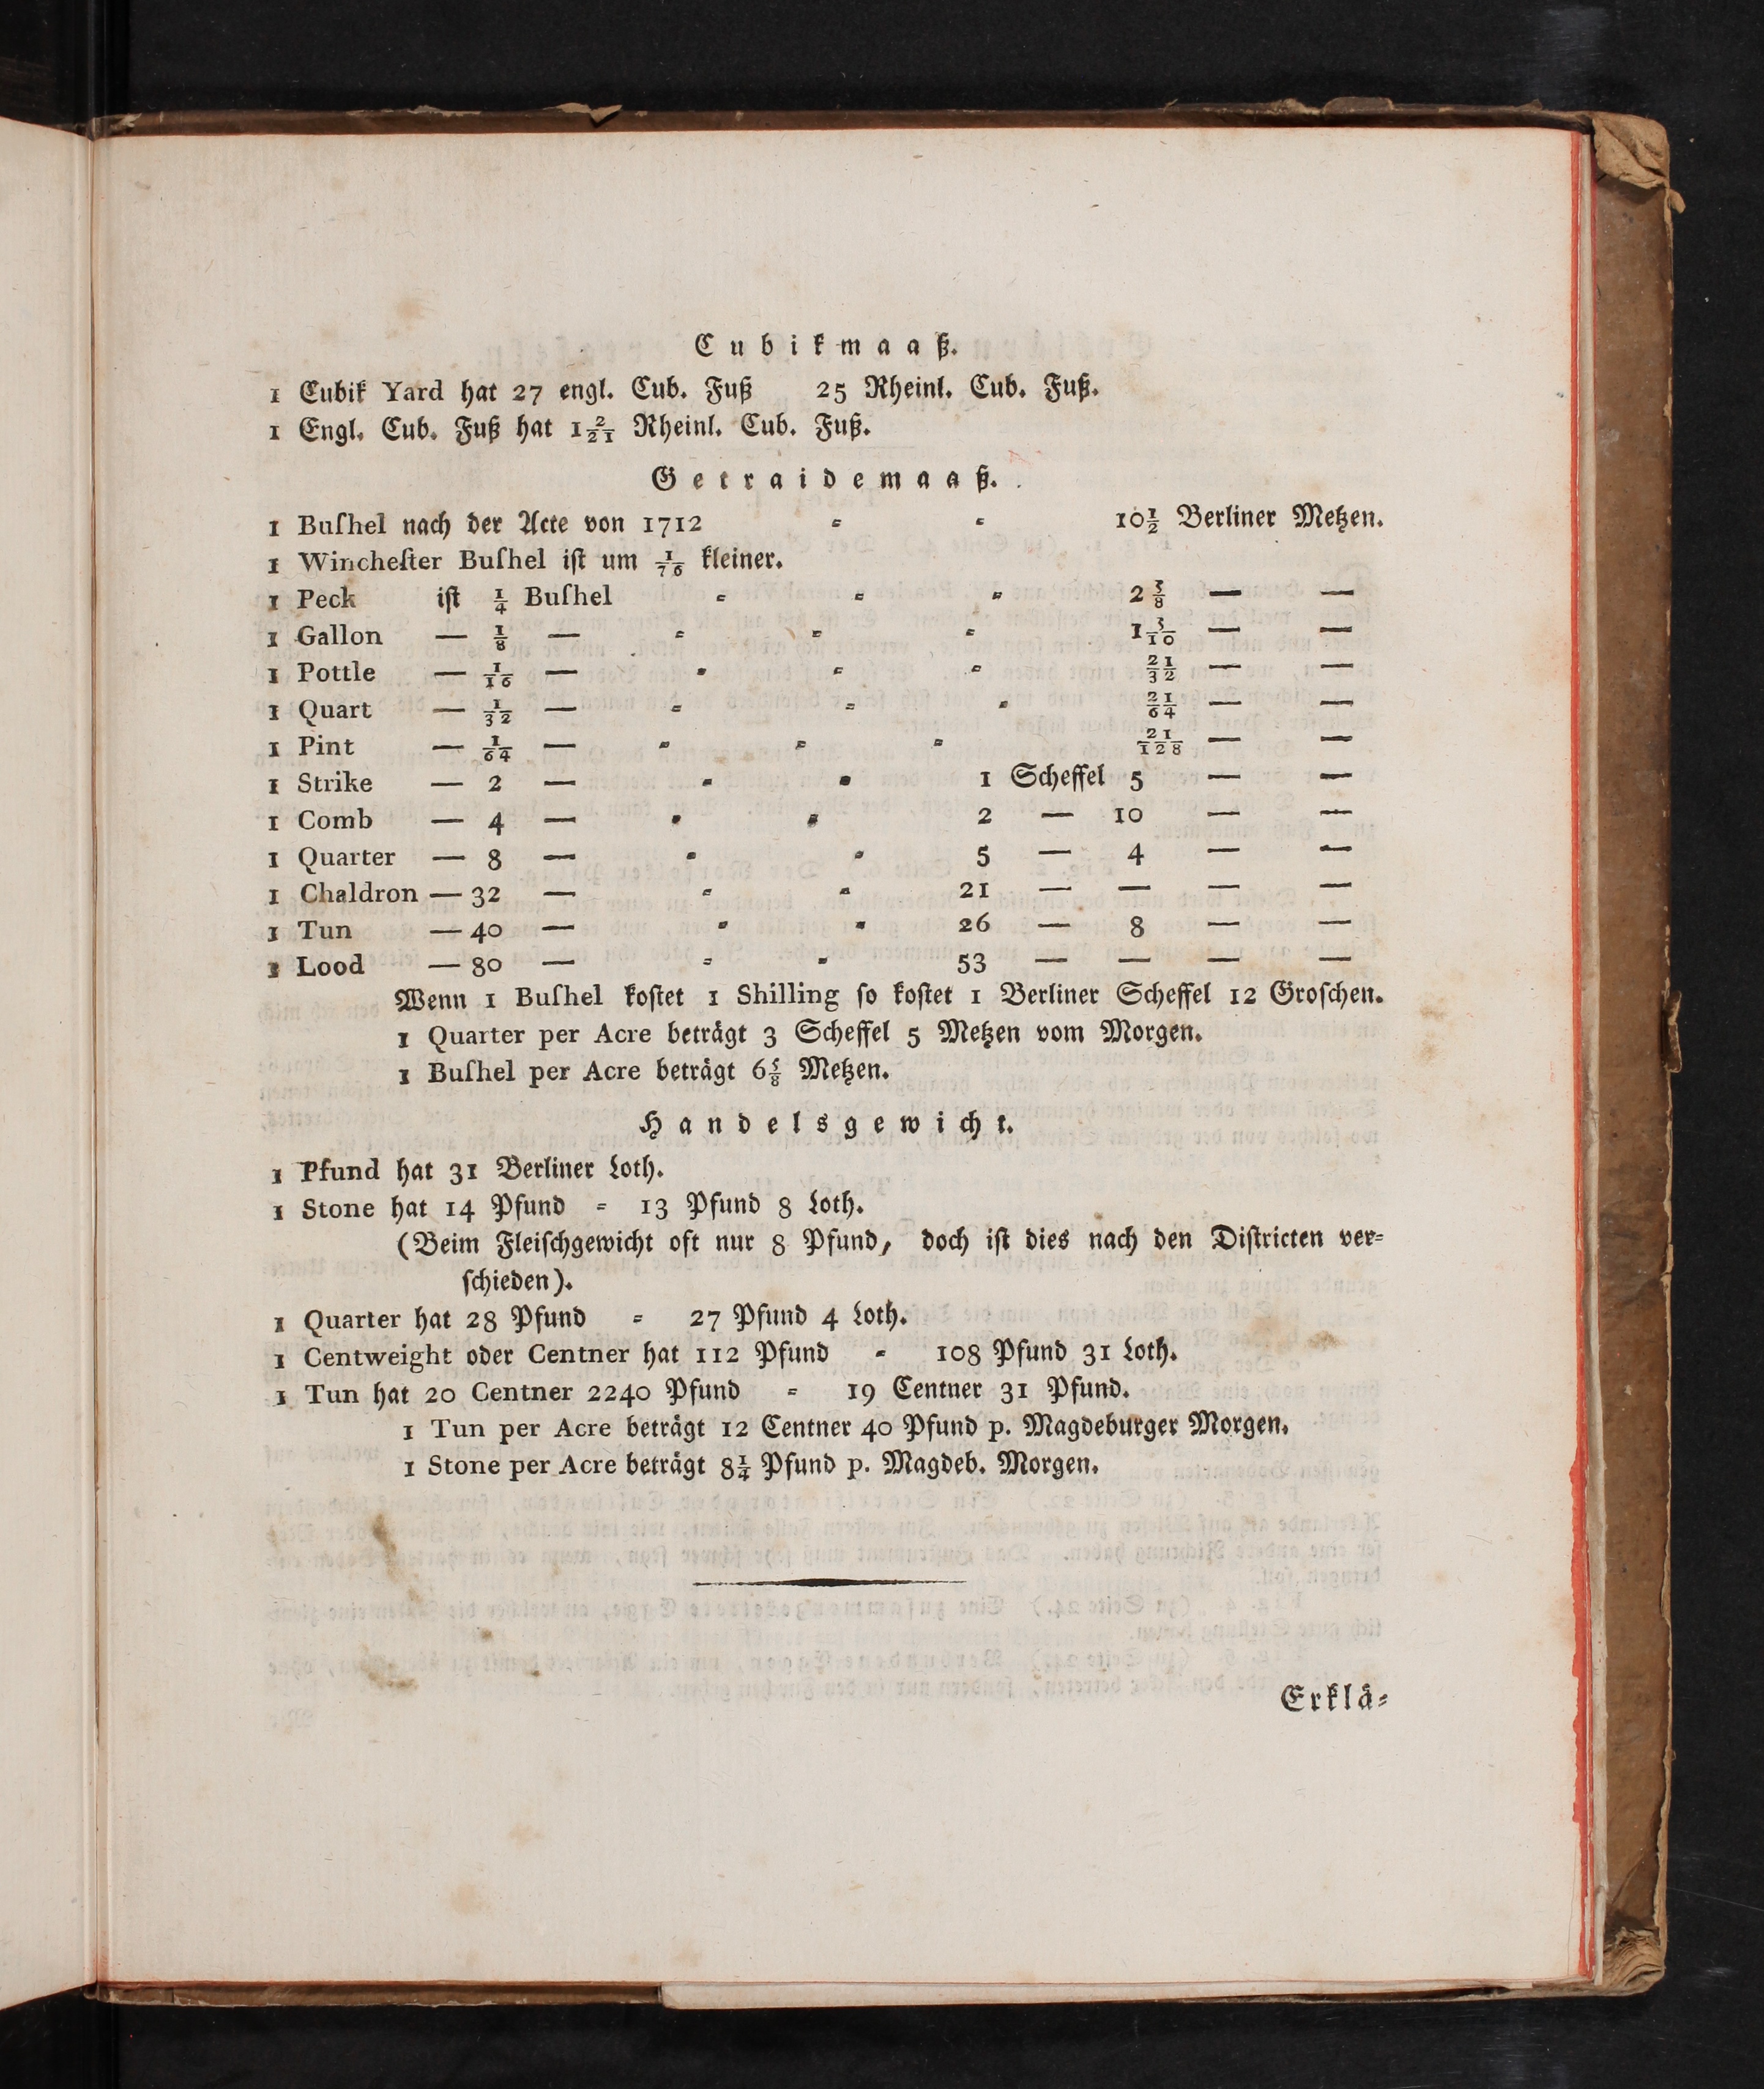 Cubikmaaß.
1 Cubik Yard hat 27 engl. Cub. Fuß 25 Rheinl. Cub. Fuß.
1 Engl. Cub. Fuß hat 1 2/21 Rheinl. Cub. Fuß.
Getraidemaaß.
1 Buſhel nach der Acte von 1712 = = 10 1/2 Berliner Metzen.
1 Wincheſter Buſhel iſt um 1/76 kleiner.
1 Peck iſt 1/4 Buſhel = = = 2 5/8 — —
1 Gallon — 1/8 — = = = 1 3/10 — —
1 Pottle — 1/16 — = = = 21/32 — —
1 Quart — 1/32 — = = = 21/64 — —
1 Pint — 1/64 — = = = 21/128 — —
1 Strike — 2 — = = 1 Scheffel 5 — —
1 Comb — 4 — = = 2 — 10 — —
1 Quarter — 8 — = = 5 — 4 — —
1 Chaldron — 32 — = = 21 — — — —
1 Tun — 40 — = = 26 — 8 — —
1 Lood — 80 — = = 53 — — — —
Wenn 1 Buſhel koſtet 1 Shilling ſo koſtet 1 Berliner Scheffel 12 Groſchen.
1 Quarter per Acre beträgt 3 Scheffel 5 Metzen vom Morgen.
1 Buſhel per Acre beträgt 6 5/8 Metzen.
Handelsgewicht.
1 Pfund hat 31 Berliner Loth.
1 Stone hat 14 Pfund = 13 Pfund 8 Loth.
(Beim Fleiſchgewicht oft nur 8 Pfund, doch iſt dies nach den Diſtricten ver=
ſchieden).
1 Quarter hat 28 Pfund = 27 Pfund 4 Loth.
1 Centweight oder Centner hat 112 Pfund = 108 Pfund 31 Loth.
1 Tun hat 20 Centner 2240 Pfund = 19 Centner 31 Pfund.
1 Tun per Acre beträgt 12 Centner 40 Pfund p. Magdeburger Morgen.
1 Stone per Acre beträgt 8 1/4 Pfund p. Magdeb. Morgen.
Erklä=